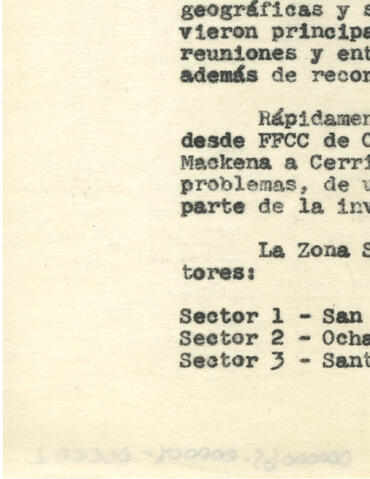 geográficas y s
vieron principa
reuniones y ent
además de recor
Rápidamen
desde FFCC de C
Mackena a Cerri
problemas, de u
parte de la inv
La Zona S
tores:
Sector 1 - San
Sector 2 - Ocha
Sector 3 - Sant